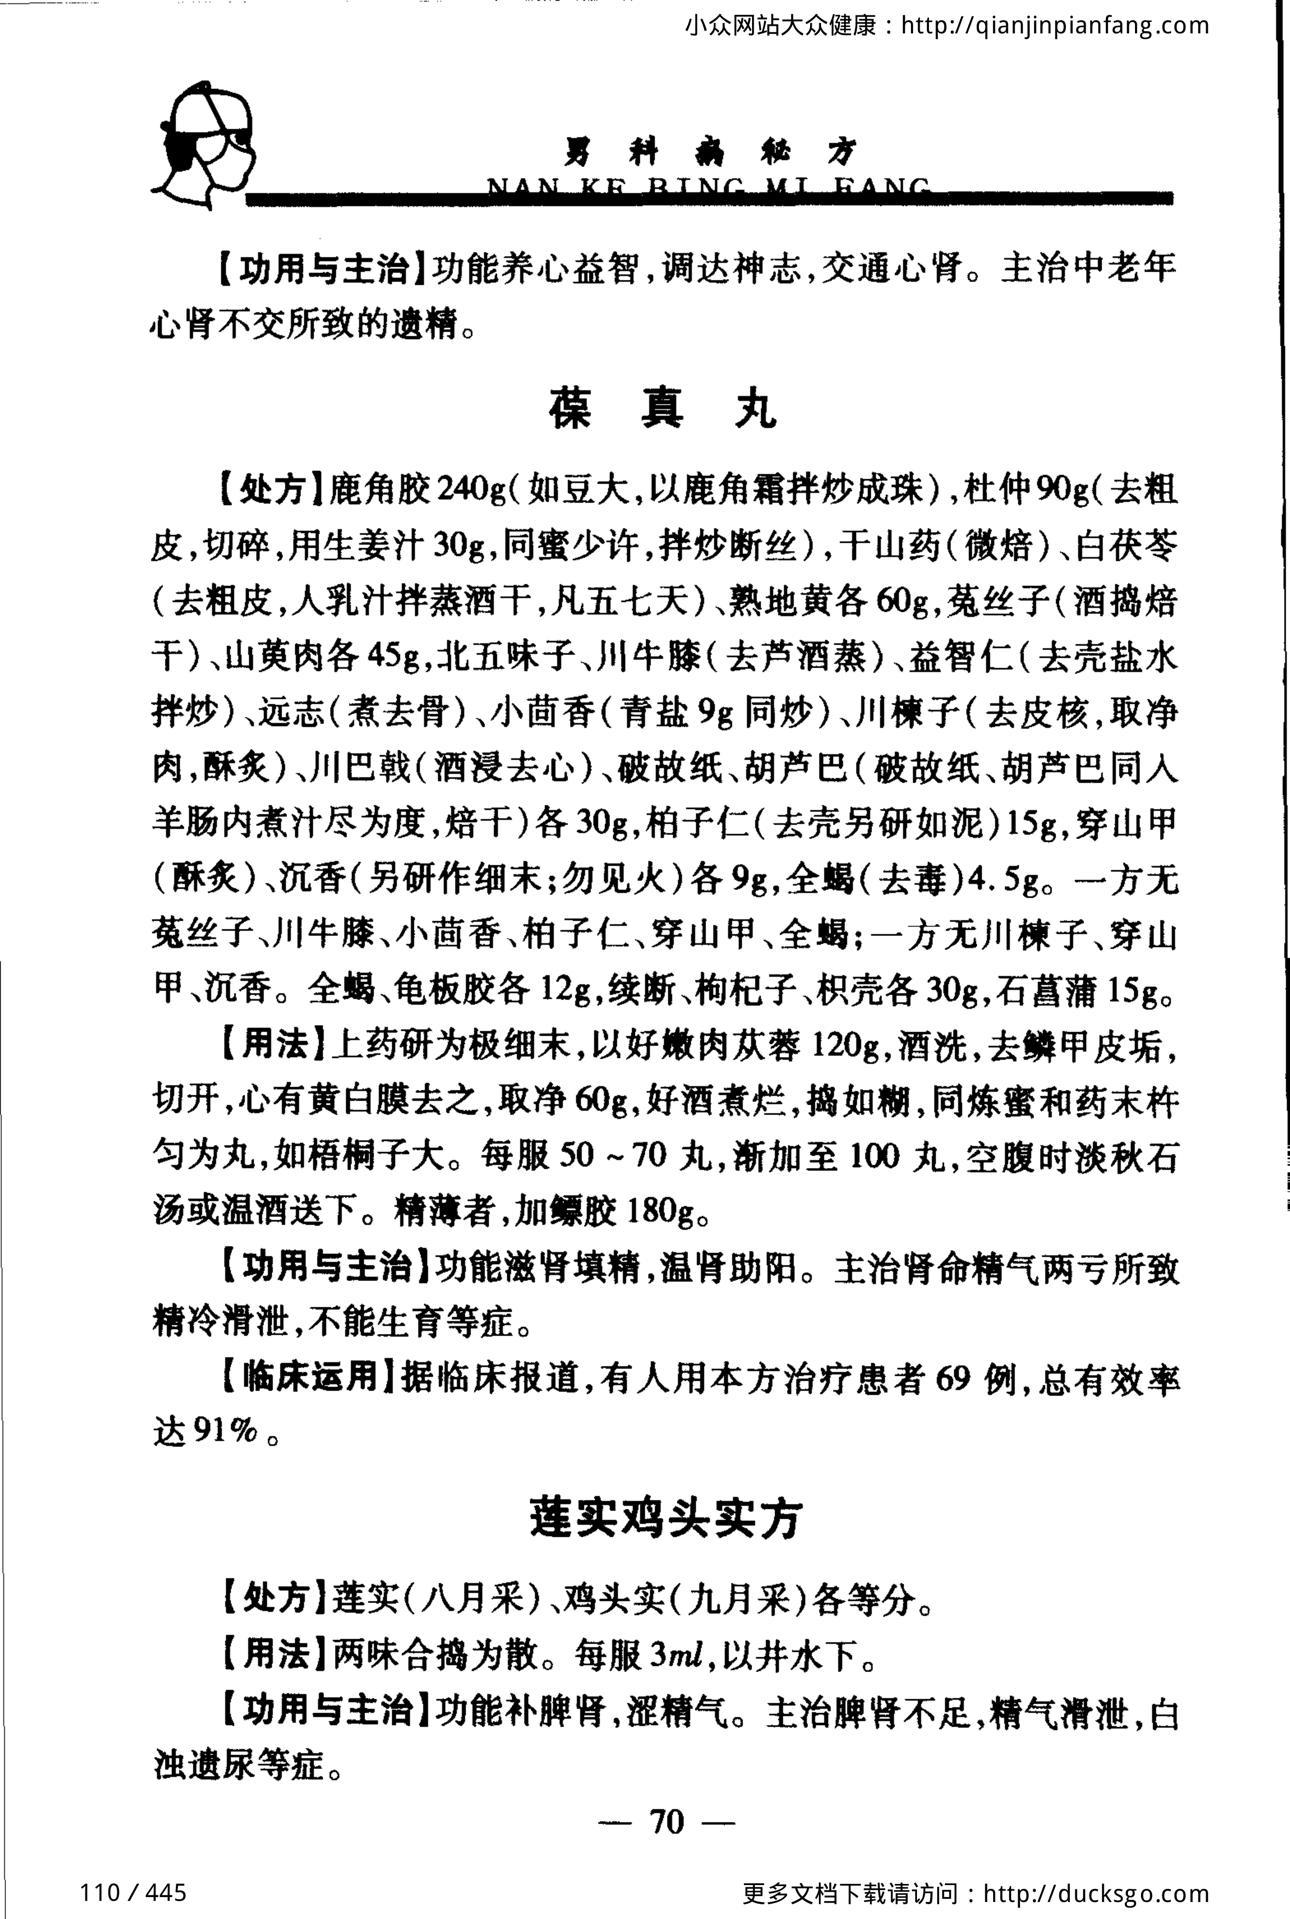 小众网站大众健康：http://qianjinpianfang.com
男科病秘方
NAN KE BING MI FANG
【功用与主治】功能养心益智,调达神志,交通心肾。主治中老年
心肾不交所致的遗精。
葆真丸
【处方】鹿角胶240g(如豆大,以鹿角霜拌炒成珠),杜仲90g(去粗
皮,切碎,用生姜汁30g,同蜜少许,拌炒断丝),干山药(微焙)、白茯苓
(去粗皮,人乳汁拌蒸酒干,凡五七天)、熟地黄各60g,菟丝子(酒捣焙
干)、山萸肉各45g,北五味子、川牛膝(去芦酒蒸)、益智仁(去壳盐水
拌炒)、远志(煮去骨)、小茴香(青盐9g同炒)、川楝子(去皮核,取净
肉,酥炙)、川巴戟(酒浸去心)、破故纸、胡芦巴(破故纸、胡芦巴同入
羊肠内煮汁尽为度,焙干)各30g,柏子仁(去壳另研如泥)15g,穿山甲
(酥炙)、沉香(另研作细末;勿见火)各9g,全蝎(去毒)4.5g。一方无
菟丝子、川牛膝、小茴香、柏子仁、穿山甲、全蝎;一方无川楝子、穿山
甲、沉香。全蝎、龟板胶各12g,续断、枸杞子、枳壳各30g,石菖蒲15g。
【用法】上药研为极细末,以好嫩肉苁蓉120g,酒洗,去鳞甲皮垢,
切开,心有黄白膜去之,取净60g,好酒煮烂,捣如糊,同炼蜜和药末杵
匀为丸,如梧桐子大。每服50~70丸,渐加至100丸,空腹时淡秋石
汤或温酒送下。精薄者,加鳔胶180g。
【功用与主治】功能滋肾填精,温肾助阳。主治肾命精气两亏所致
精冷滑泄,不能生育等症。
【临床运用】据临床报道,有人用本方治疗患者69例,总有效率
达91%。
莲实鸡头实方
【处方】莲实(八月采)、鸡头实(九月采)各等分。
【用法】两味合捣为散。每服3ml,以井水下。
【功用与主治】功能补脾肾,涩精气。主治脾肾不足,精气滑泄,白
浊遗尿等症。
— 70 —
110 / 445
更多文档下载请访问：http://ducksgo.com